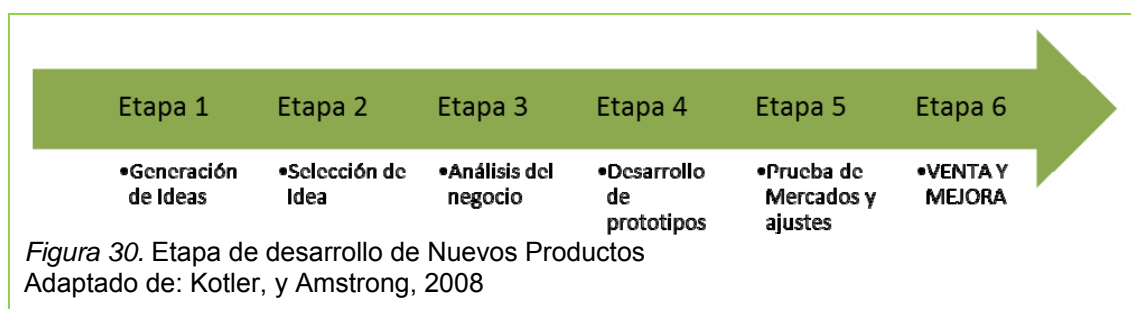 Etapa 1 Etapa 2 Etapa 3 Etapa 4 Etapa 5 Etapa 6
•Generación
de Ideas
•Selección de
Idea
•Análisis del
negocio
•Desarrollo
de
prototipos
•Prueba de
Mercados y
ajustes
•VENTA Y
MEJORA
Figura 30. Etapa de desarrollo de Nuevos Productos
Adaptado de: Kotler, y Amstrong, 2008